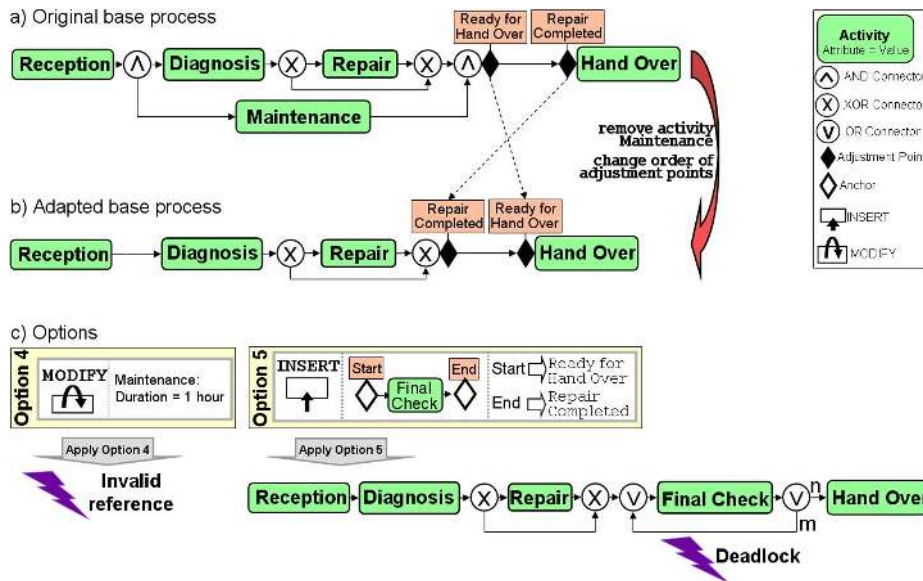 a) Original base process
Ready for
Hand Over
Repair
Completed
Reception
Diagnosis
X
Repair
X
Hand Over
Maintenance
remove activity
Maintenance
change order of
adjustment points
b) Adapted base process
Repair
Completed
Ready for
Hand Over
Reception
Diagnosis
X
Repair
X
Hand Over
Activity
Attribute = Value
AND Connector
X
XOR Connecto
OR Connector
Adjustment Poin
Anchor
INSERT
MODIFY
c) Options
Option 4
MODIFY
Maintenance:
Duration = 1 hour
Apply Option 4
Invalid
reference
Option 5
INSERT
Start
Final
Check
End
Start
Ready for
Hand Over
End
Repair
Completed
Apply Option 5
Reception
Diagnosis
X
Repair
X
V
Final Check
V
n
m
Hand Over
Deadlock